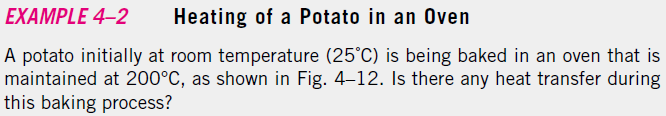 EXAMPLE 4–2 Heating of a Potato in an Oven
A potato initially at room temperature (25˚C) is being baked in an oven that is
maintained at 200°C, as shown in Fig. 4–12. Is there any heat transfer during
this baking process?